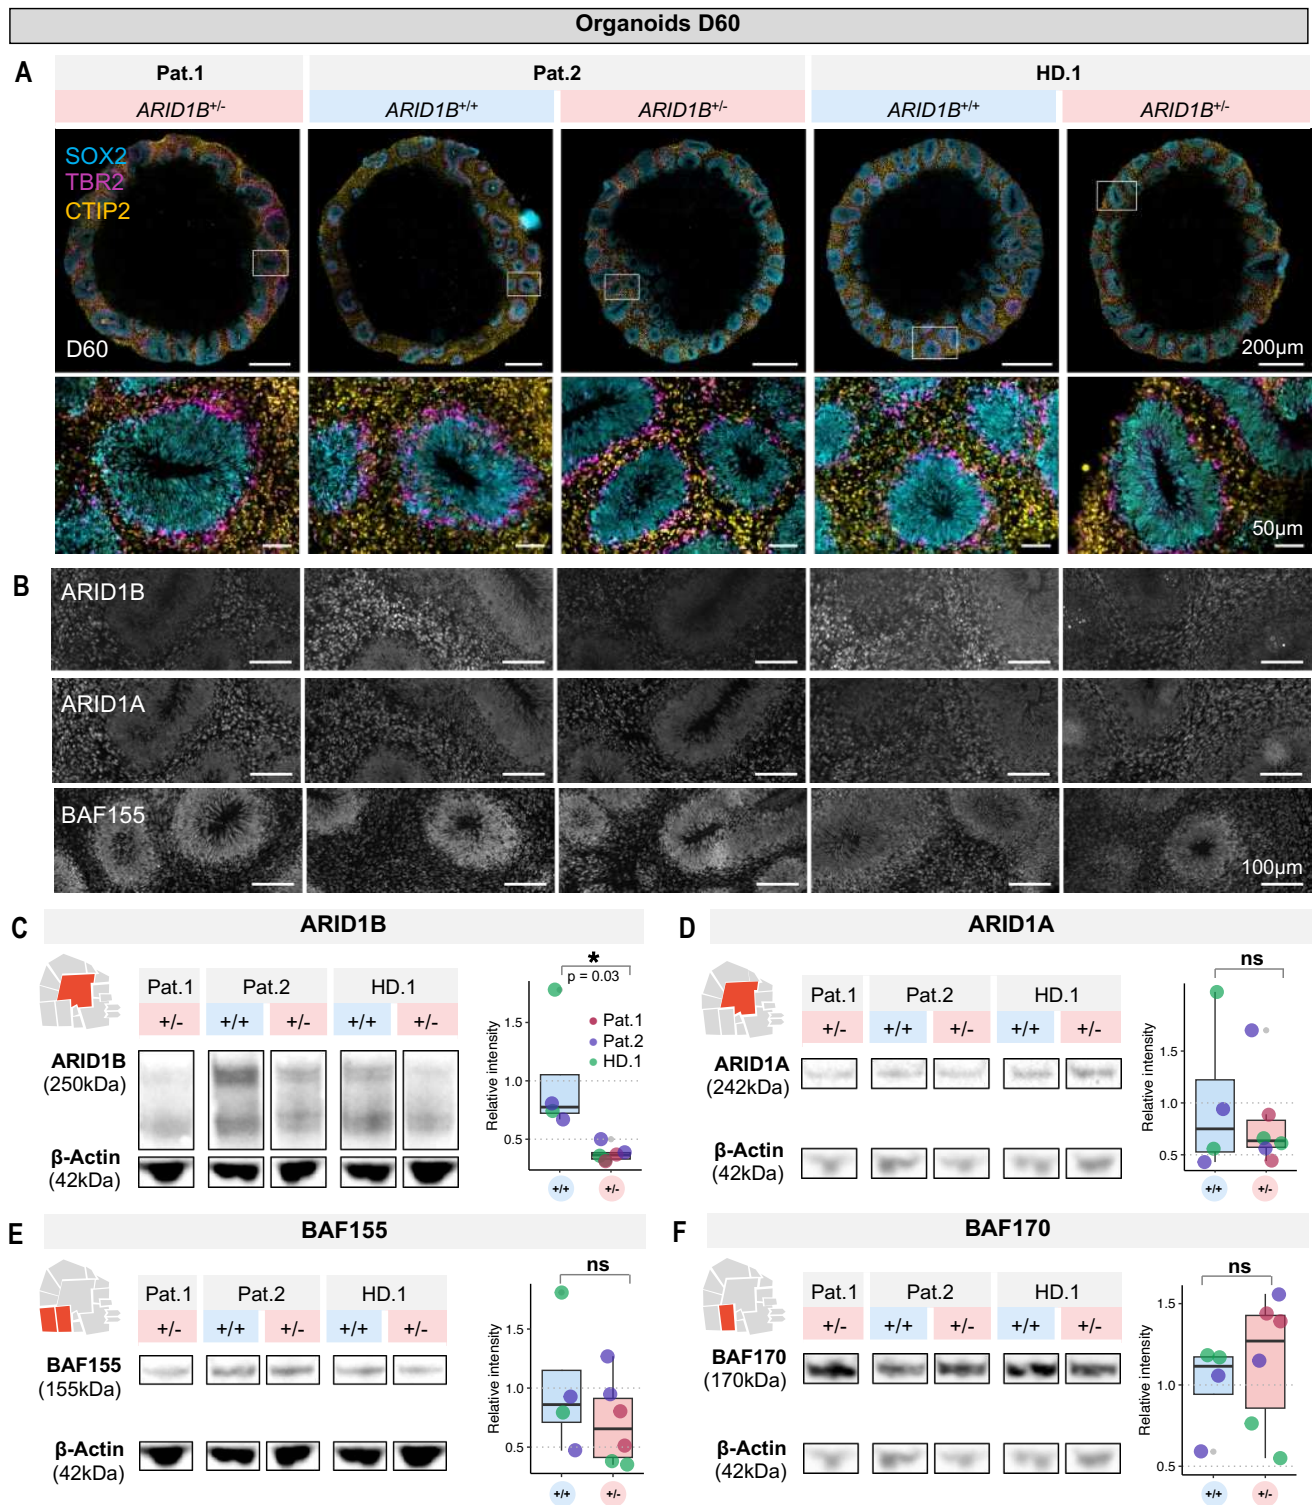 Organoids D60
A
Pat.1 Pat.2 HD.1
ARID1B+/- ARID1B+/+ ARID1B+/- ARID1B+/+ ARID1B+/-
SOX2
TBR2
CTIP2
D60
200µm
50µm
B
ARID1B
ARID1A
BAF155
100µm
C
ARID1B
Pat.1 Pat.2 HD.1
+/- +/+ +/- +/+ +/-
ARID1B
(250kDa)
β-Actin
(42kDa)
*
p = 0.03
Pat.1
Pat.2
HD.1
Relative intensity
1.5
1.0
0.5
+/+ +/-
D
ARID1A
Pat.1 Pat.2 HD.1
+/- +/+ +/- +/+ +/-
ARID1A
(242kDa)
β-Actin
(42kDa)
ns
Relative intensity
1.5
1.0
0.5
+/+ +/-
E
BAF155
Pat.1 Pat.2 HD.1
+/- +/+ +/- +/+ +/-
BAF155
(155kDa)
β-Actin
(42kDa)
ns
Relative intensity
1.5
1.0
0.5
+/+ +/-
F
BAF170
Pat.1 Pat.2 HD.1
+/- +/+ +/- +/+ +/-
BAF170
(170kDa)
β-Actin
(42kDa)
ns
Relative intensity
1.5
1.0
0.5
+/+ +/-